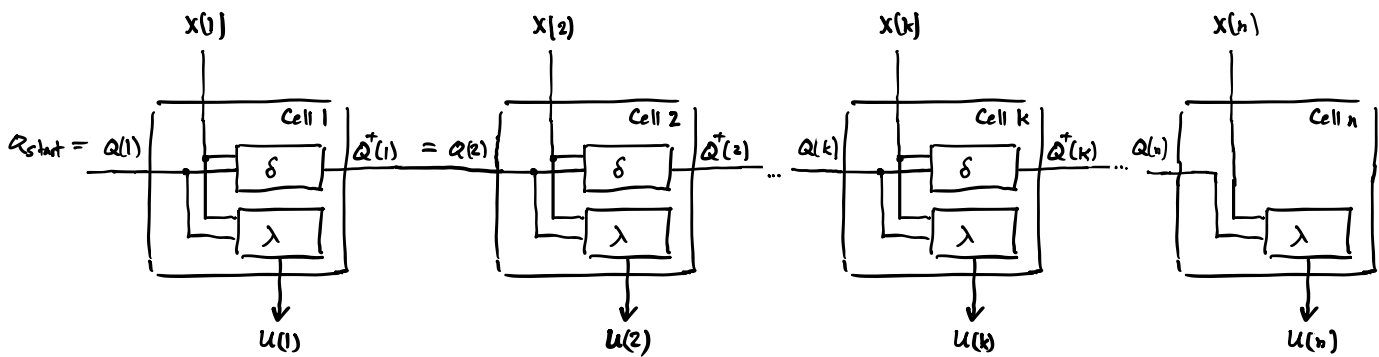 X(1) X(2) X(k) X(n)
Cell 1 Cell 2 Cell k Cell n
Qstart = Q(1) Q⁺(1) = Q(2) Q⁺(2) ... Q(k) Q⁺(k) ... Q(n)
δ δ δ
λ λ λ λ
U(1) U(2) U(k) U(n)